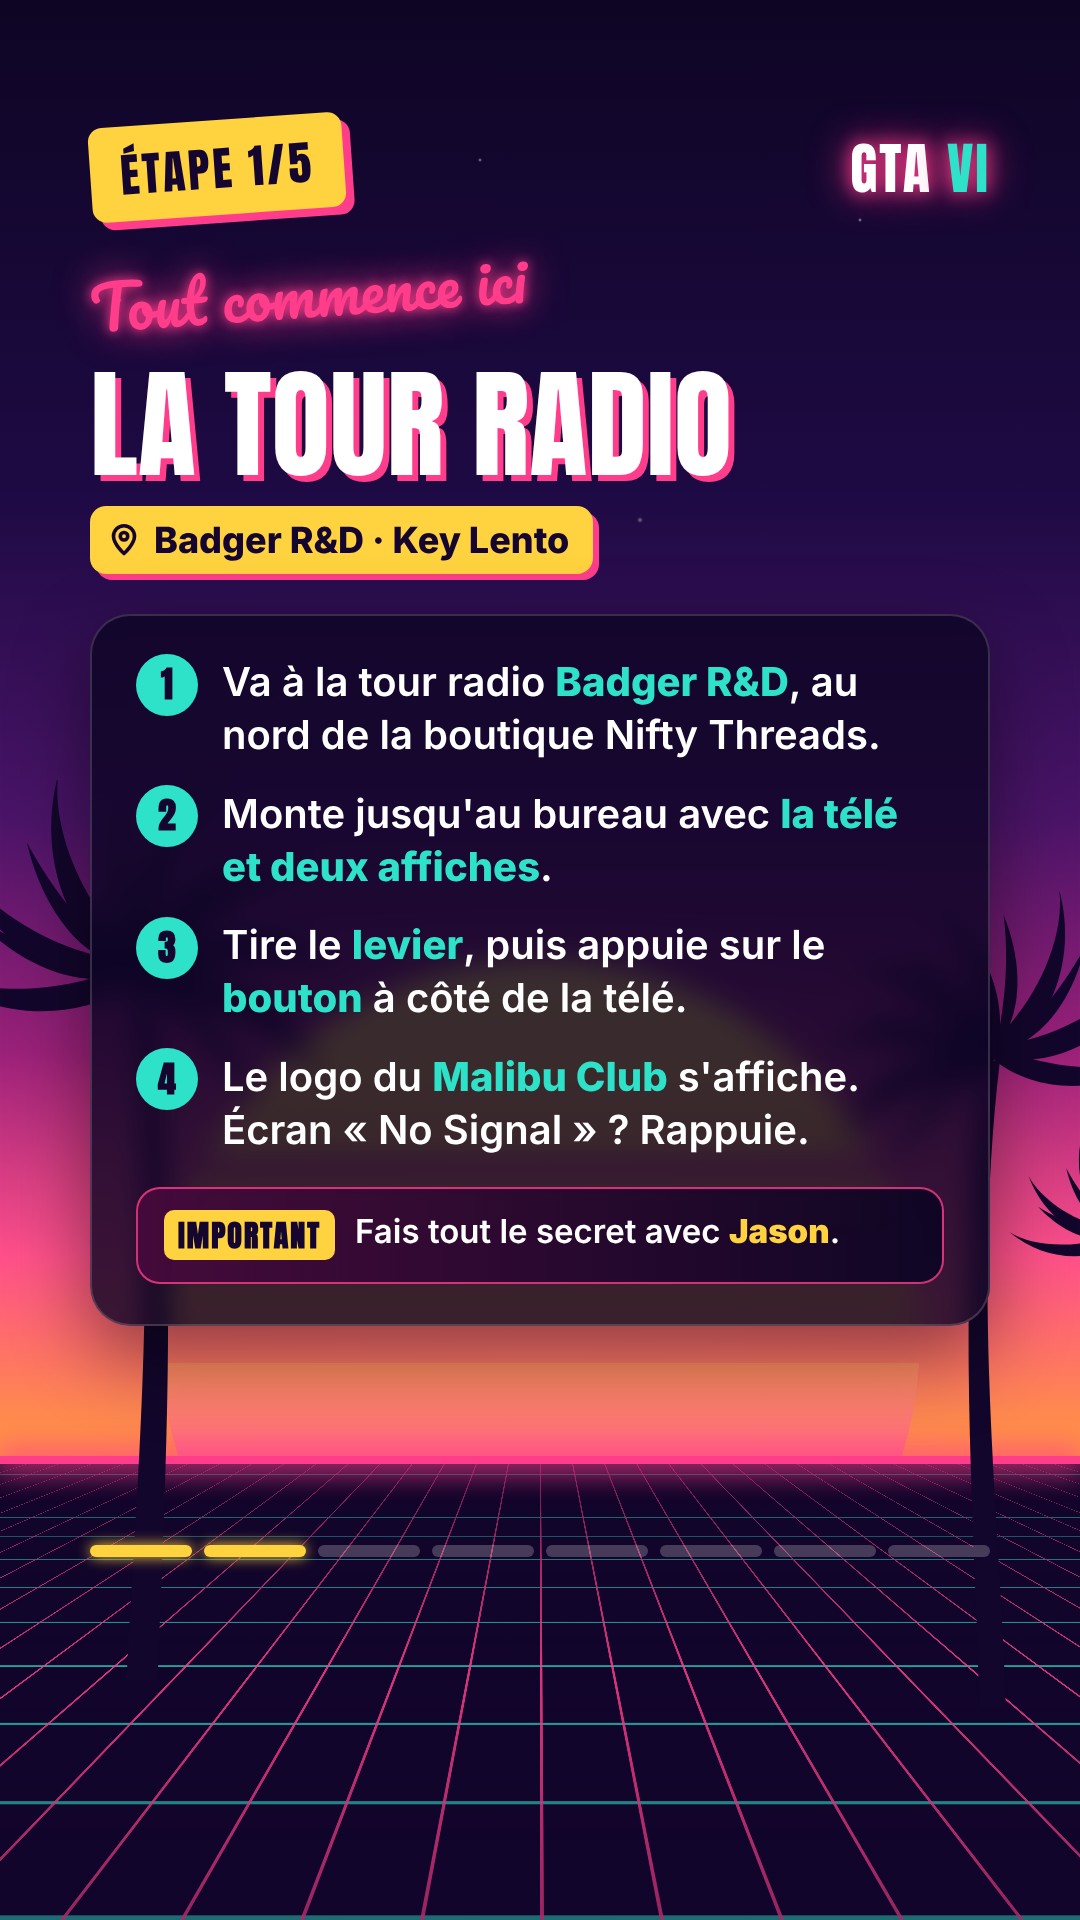 ÉTAPE 1/5
GTA VI
Tout commence ici
LA TOUR RADIO
Badger R&D · Key Lento
1 Va à la tour radio Badger R&D, au
nord de la boutique Nifty Threads.
2 Monte jusqu'au bureau avec la télé
et deux affiches.
3 Tire le levier, puis appuie sur le
bouton à côté de la télé.
4 Le logo du Malibu Club s'affiche.
Écran « No Signal » ? Rappuie.
IMPORTANT Fais tout le secret avec Jason.